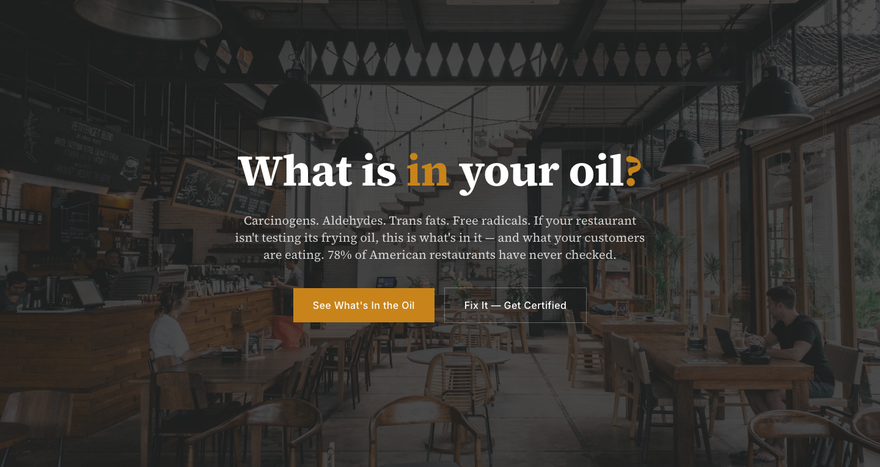 What is in your oil?
Carcinogens. Aldehydes. Trans fats. Free radicals. If your restaurant
isn't testing its frying oil, this is what's in it — and what your customers
are eating. 78% of American restaurants have never checked.
See What's In the Oil
Fix It — Get Certified